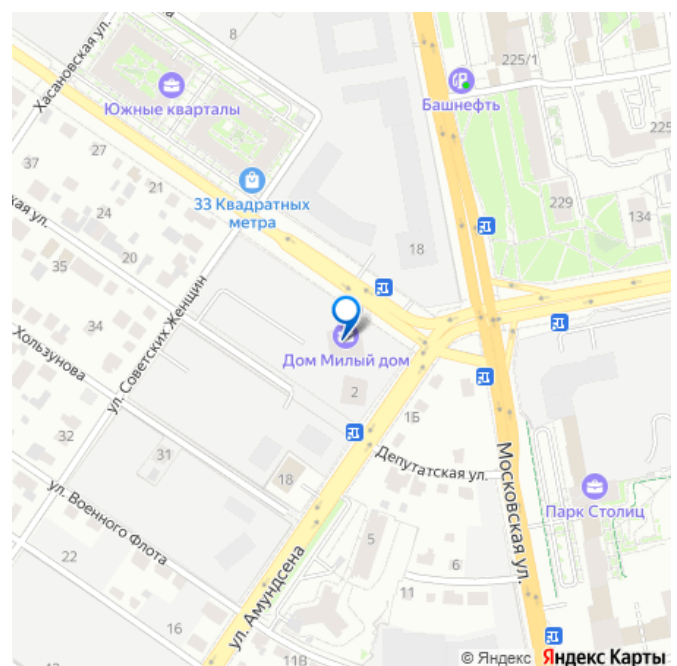 Хасановская ул.
8
225/1
Южные кварталы
Башнефть
225
37
27
21
33 Квадратных
метра
24
229
134
кая ул.
20
18
35
ул. Советских Женщин
34
Дом Милый дом
Хользунова
2
1Б
32
31
18
Депутатская ул.
Московская ул.
ул. Военного Флота
Парк Столиц
5
22
6
11
ул. Амундсена
16
11В
© Яндекс Яндекс Карты